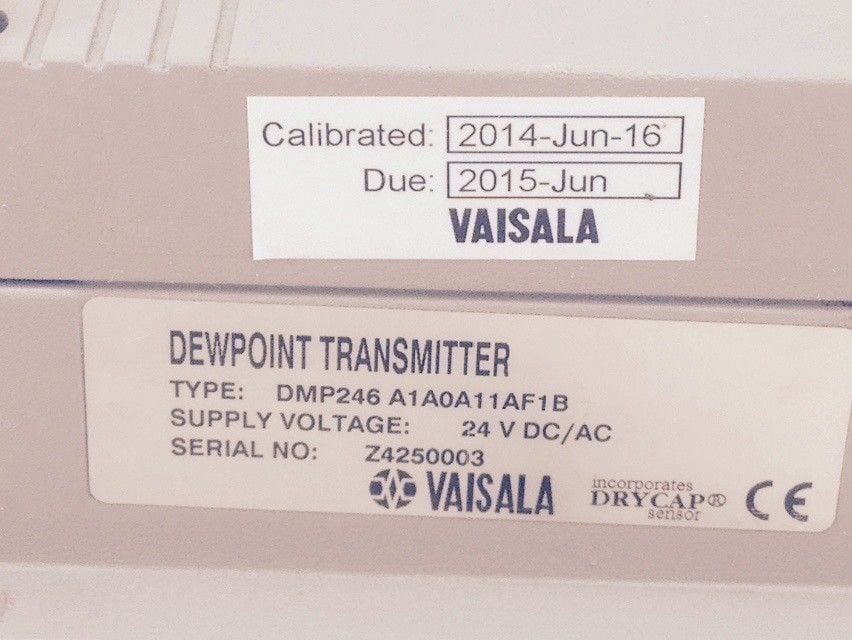 Calibrated: 2014-Jun-16
Due: 2015-Jun
VAISALA
DEWPOINT TRANSMITTER
TYPE: DMP246 A1A0A11AF1B
SUPPLY VOLTAGE: 24 V DC/AC
SERIAL NO: Z4250003
VAISALA
incorporates
DRYCAP®
sensor
CE